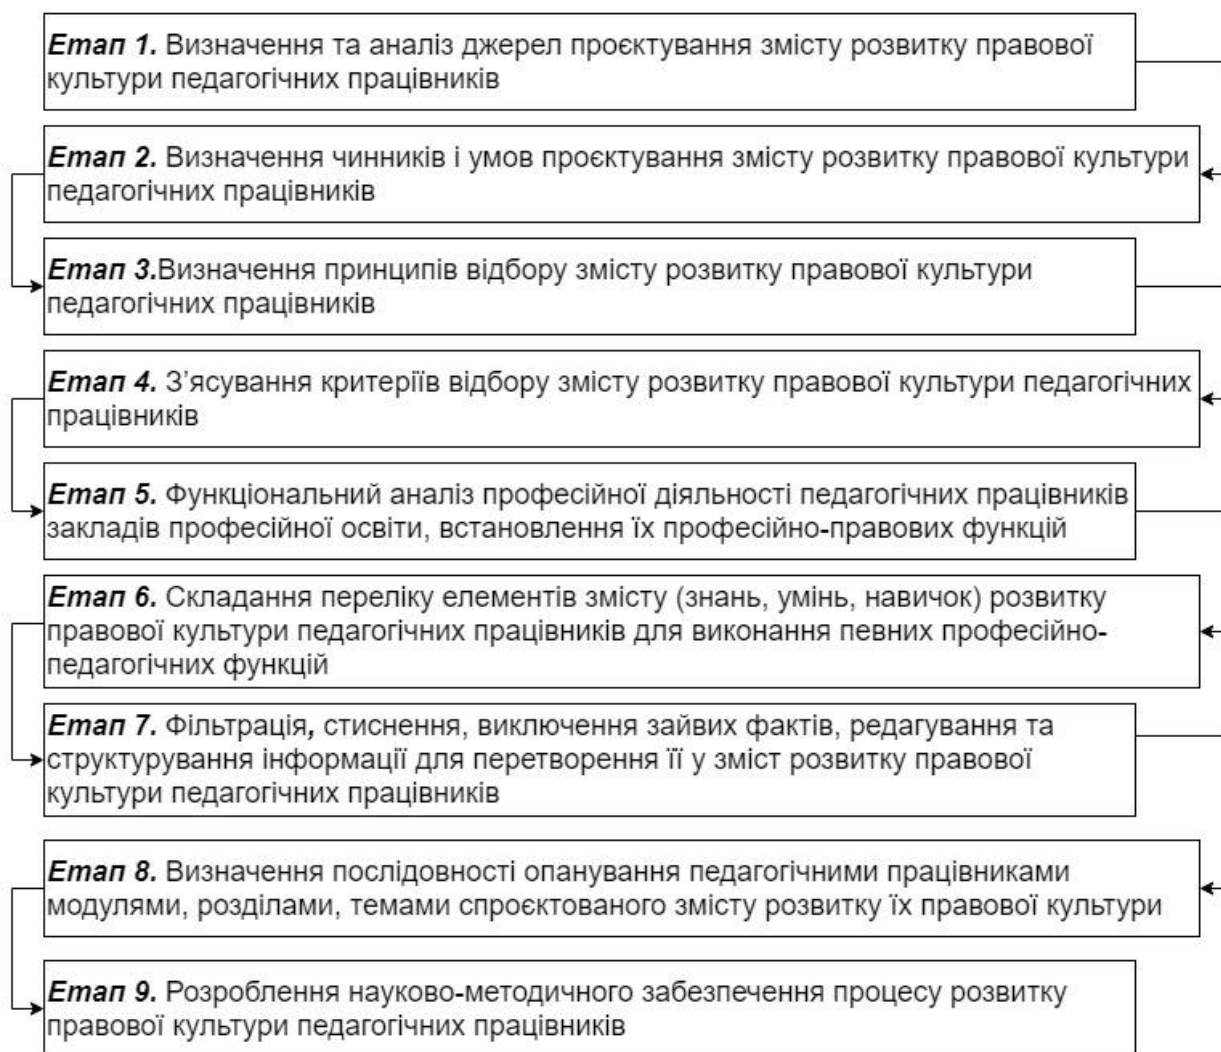 Етап 1. Визначення та аналіз джерел проєктування змісту розвитку правової
культури педагогічних працівників
Етап 2. Визначення чинників і умов проєктування змісту розвитку правової культури
педагогічних працівників
Етап 3.Визначення принципів відбору змісту розвитку правової культури
педагогічних працівників
Етап 4. З’ясування критеріїв відбору змісту розвитку правової культури педагогічних
працівників
Етап 5. Функціональний аналіз професійної діяльності педагогічних працівників
закладів професійної освіти, встановлення їх професійно-правових функцій
Етап 6. Складання переліку елементів змісту (знань, умінь, навичок) розвитку
правової культури педагогічних працівників для виконання певних професійно-
педагогічних функцій
Етап 7. Фільтрація, стиснення, виключення зайвих фактів, редагування та
структурування інформації для перетворення її у зміст розвитку правової
культури педагогічних працівників
Етап 8. Визначення послідовності опанування педагогічними працівниками
модулями, розділами, темами спроєктованого змісту розвитку їх правової культури
Етап 9. Розроблення науково-методичного забезпечення процесу розвитку
правової культури педагогічних працівників